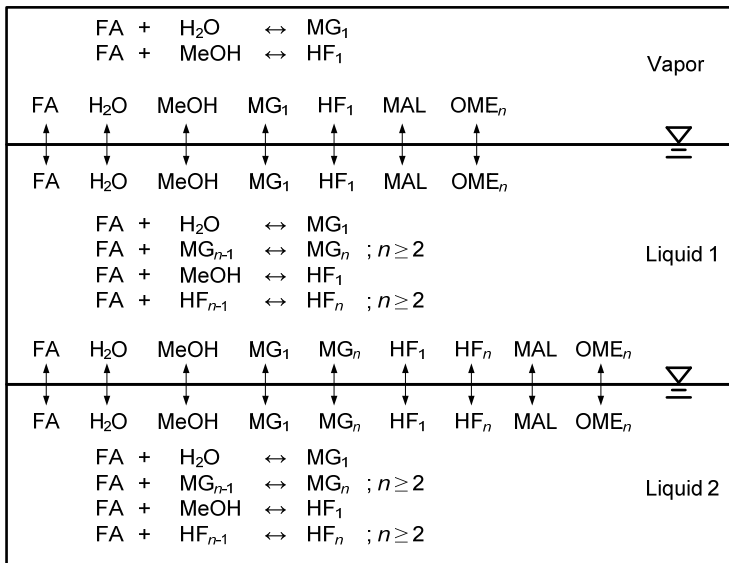 FA + H₂O ↔ MG₁
FA + MeOH ↔ HF₁
Vapor
FA H₂O MeOH MG₁ HF₁ MAL OMEₙ
FA H₂O MeOH MG₁ HF₁ MAL OMEₙ
FA + H₂O ↔ MG₁
FA + MGₙ₋₁ ↔ MGₙ ; n ≥ 2
Liquid 1
FA + MeOH ↔ HF₁
FA + HFₙ₋₁ ↔ HFₙ ; n ≥ 2
FA H₂O MeOH MG₁ MGₙ HF₁ HFₙ MAL OMEₙ
FA H₂O MeOH MG₁ MGₙ HF₁ HFₙ MAL OMEₙ
FA + H₂O ↔ MG₁
FA + MGₙ₋₁ ↔ MGₙ ; n ≥ 2
Liquid 2
FA + MeOH ↔ HF₁
FA + HFₙ₋₁ ↔ HFₙ ; n ≥ 2